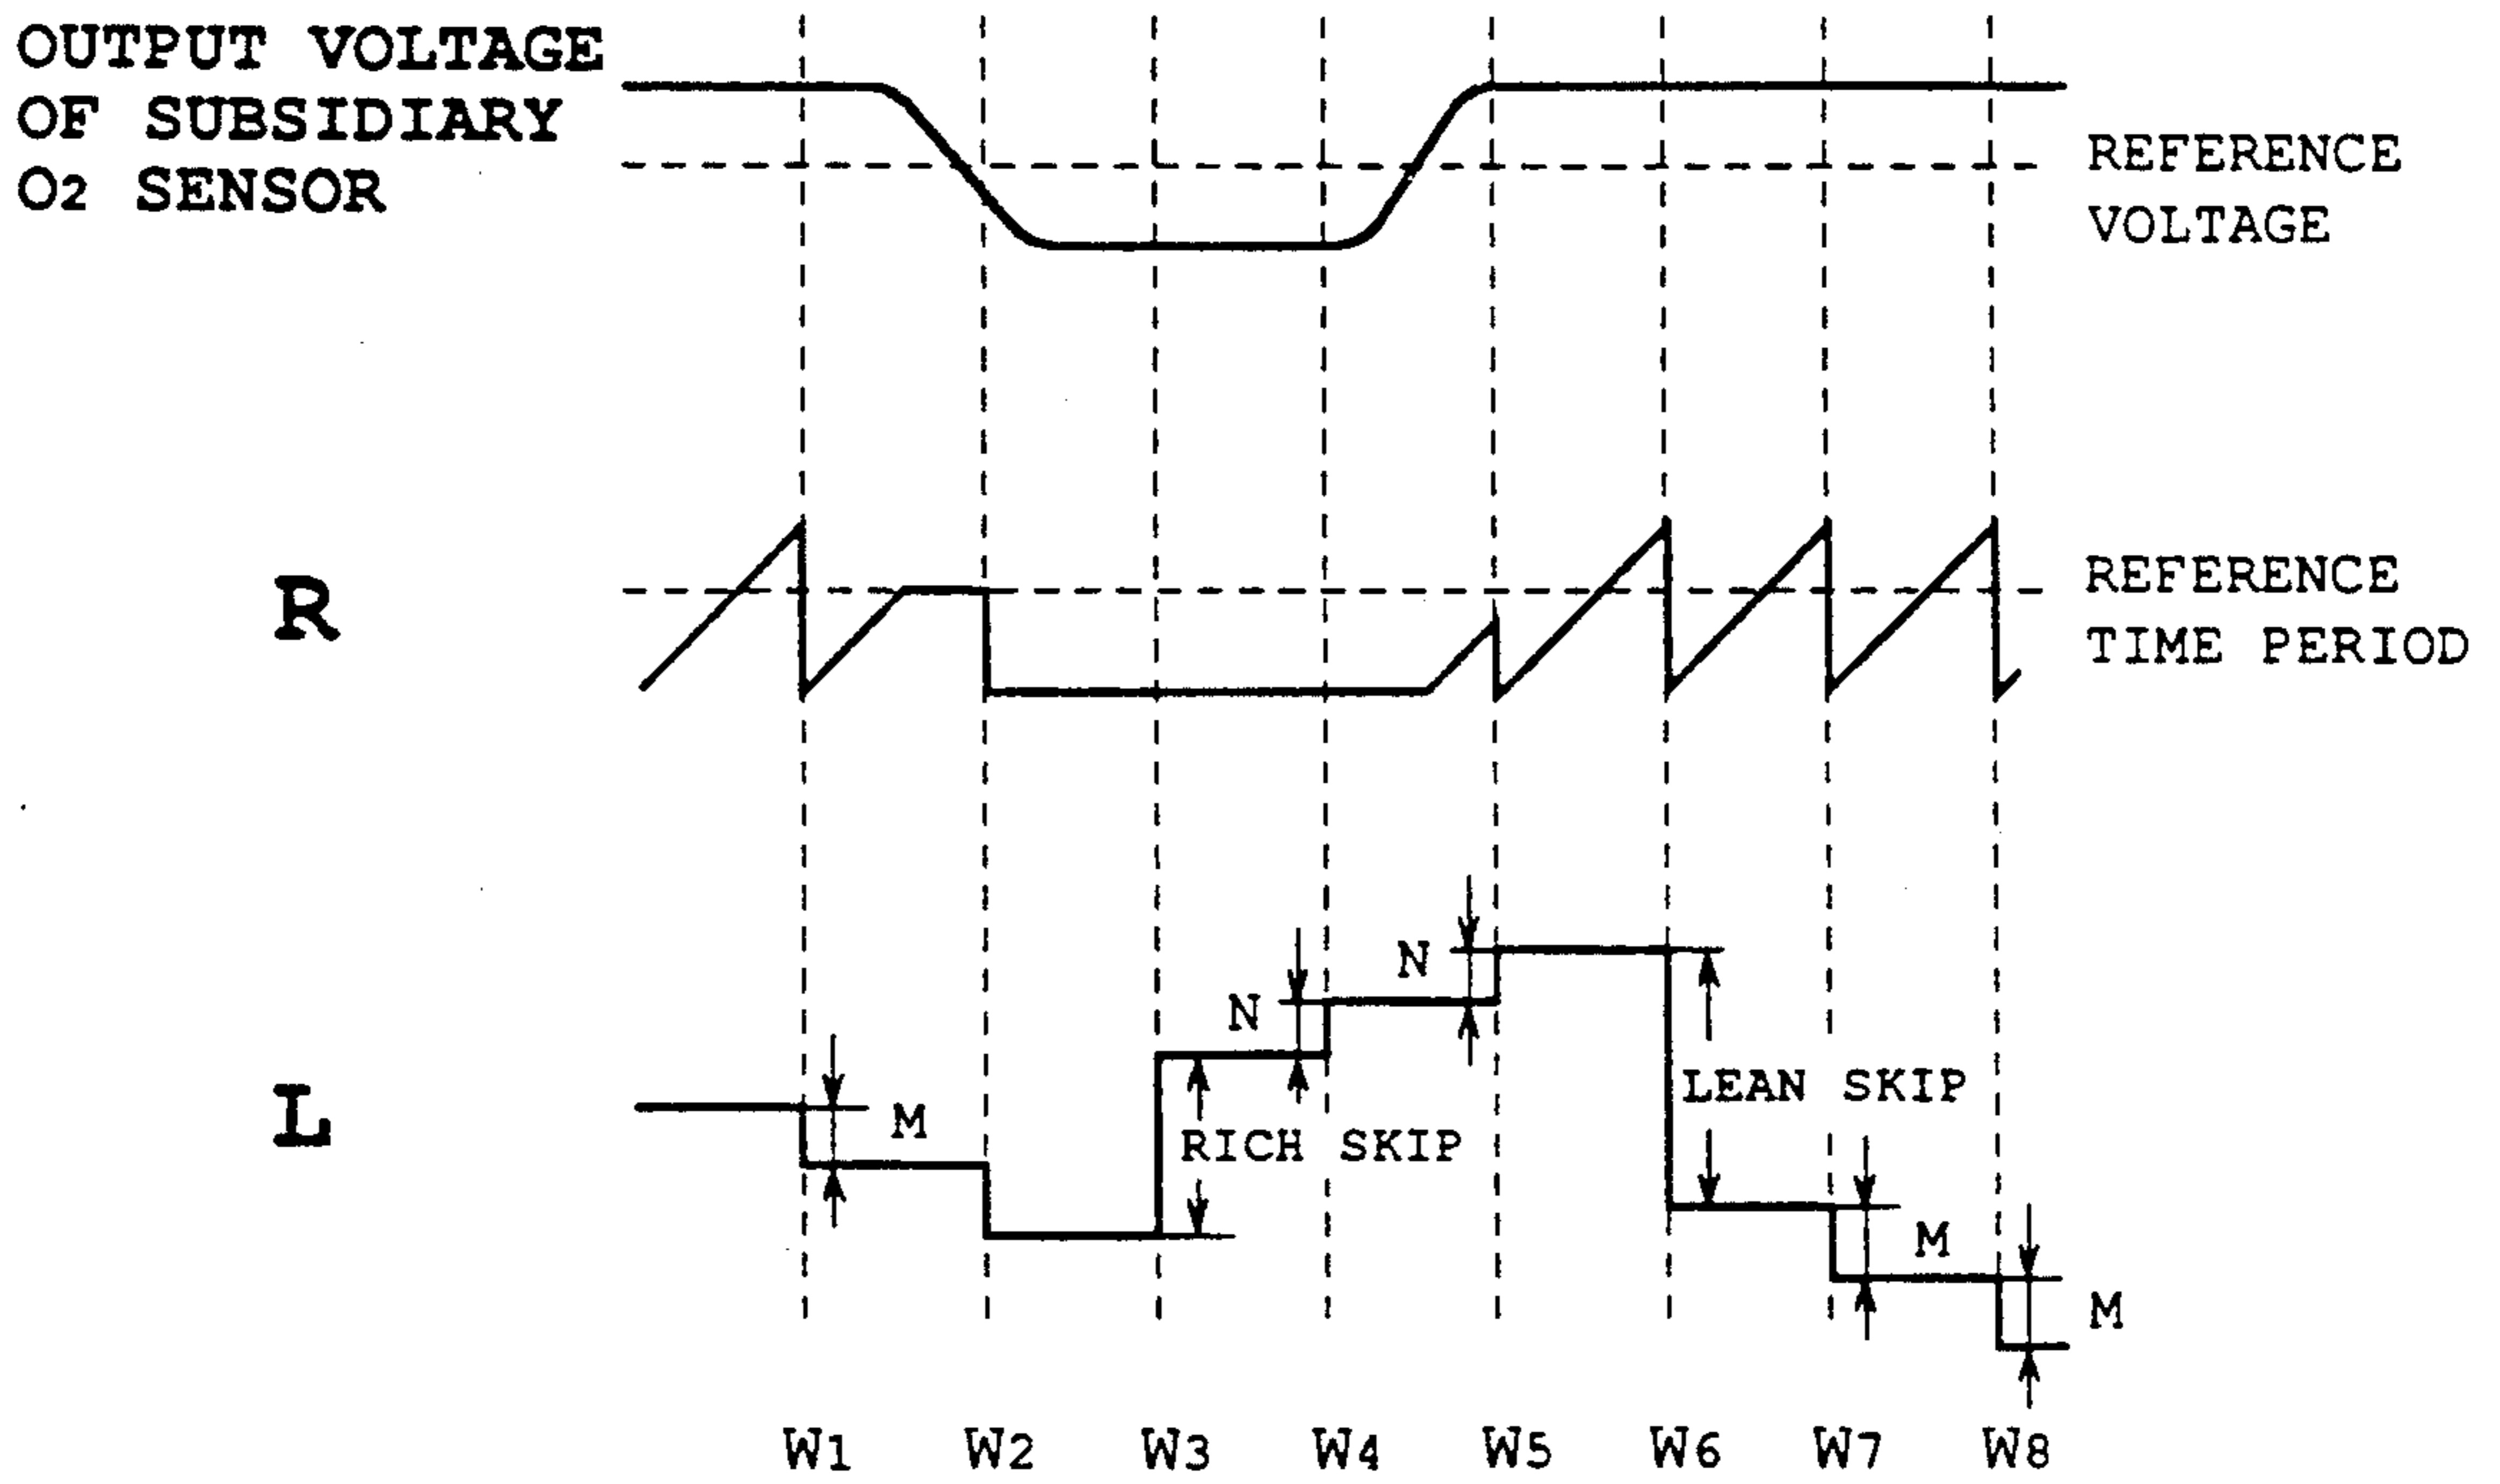 OUTPUT VOLTAGE
OF SUBSIDIARY
O2 SENSOR
REFERENCE
VOLTAGE
R
REFERENCE
TIME PERIOD
L
M
RICH SKIP
N
N
LEAN SKIP
M
M
W1 W2 W3 W4 W5 W6 W7 W8